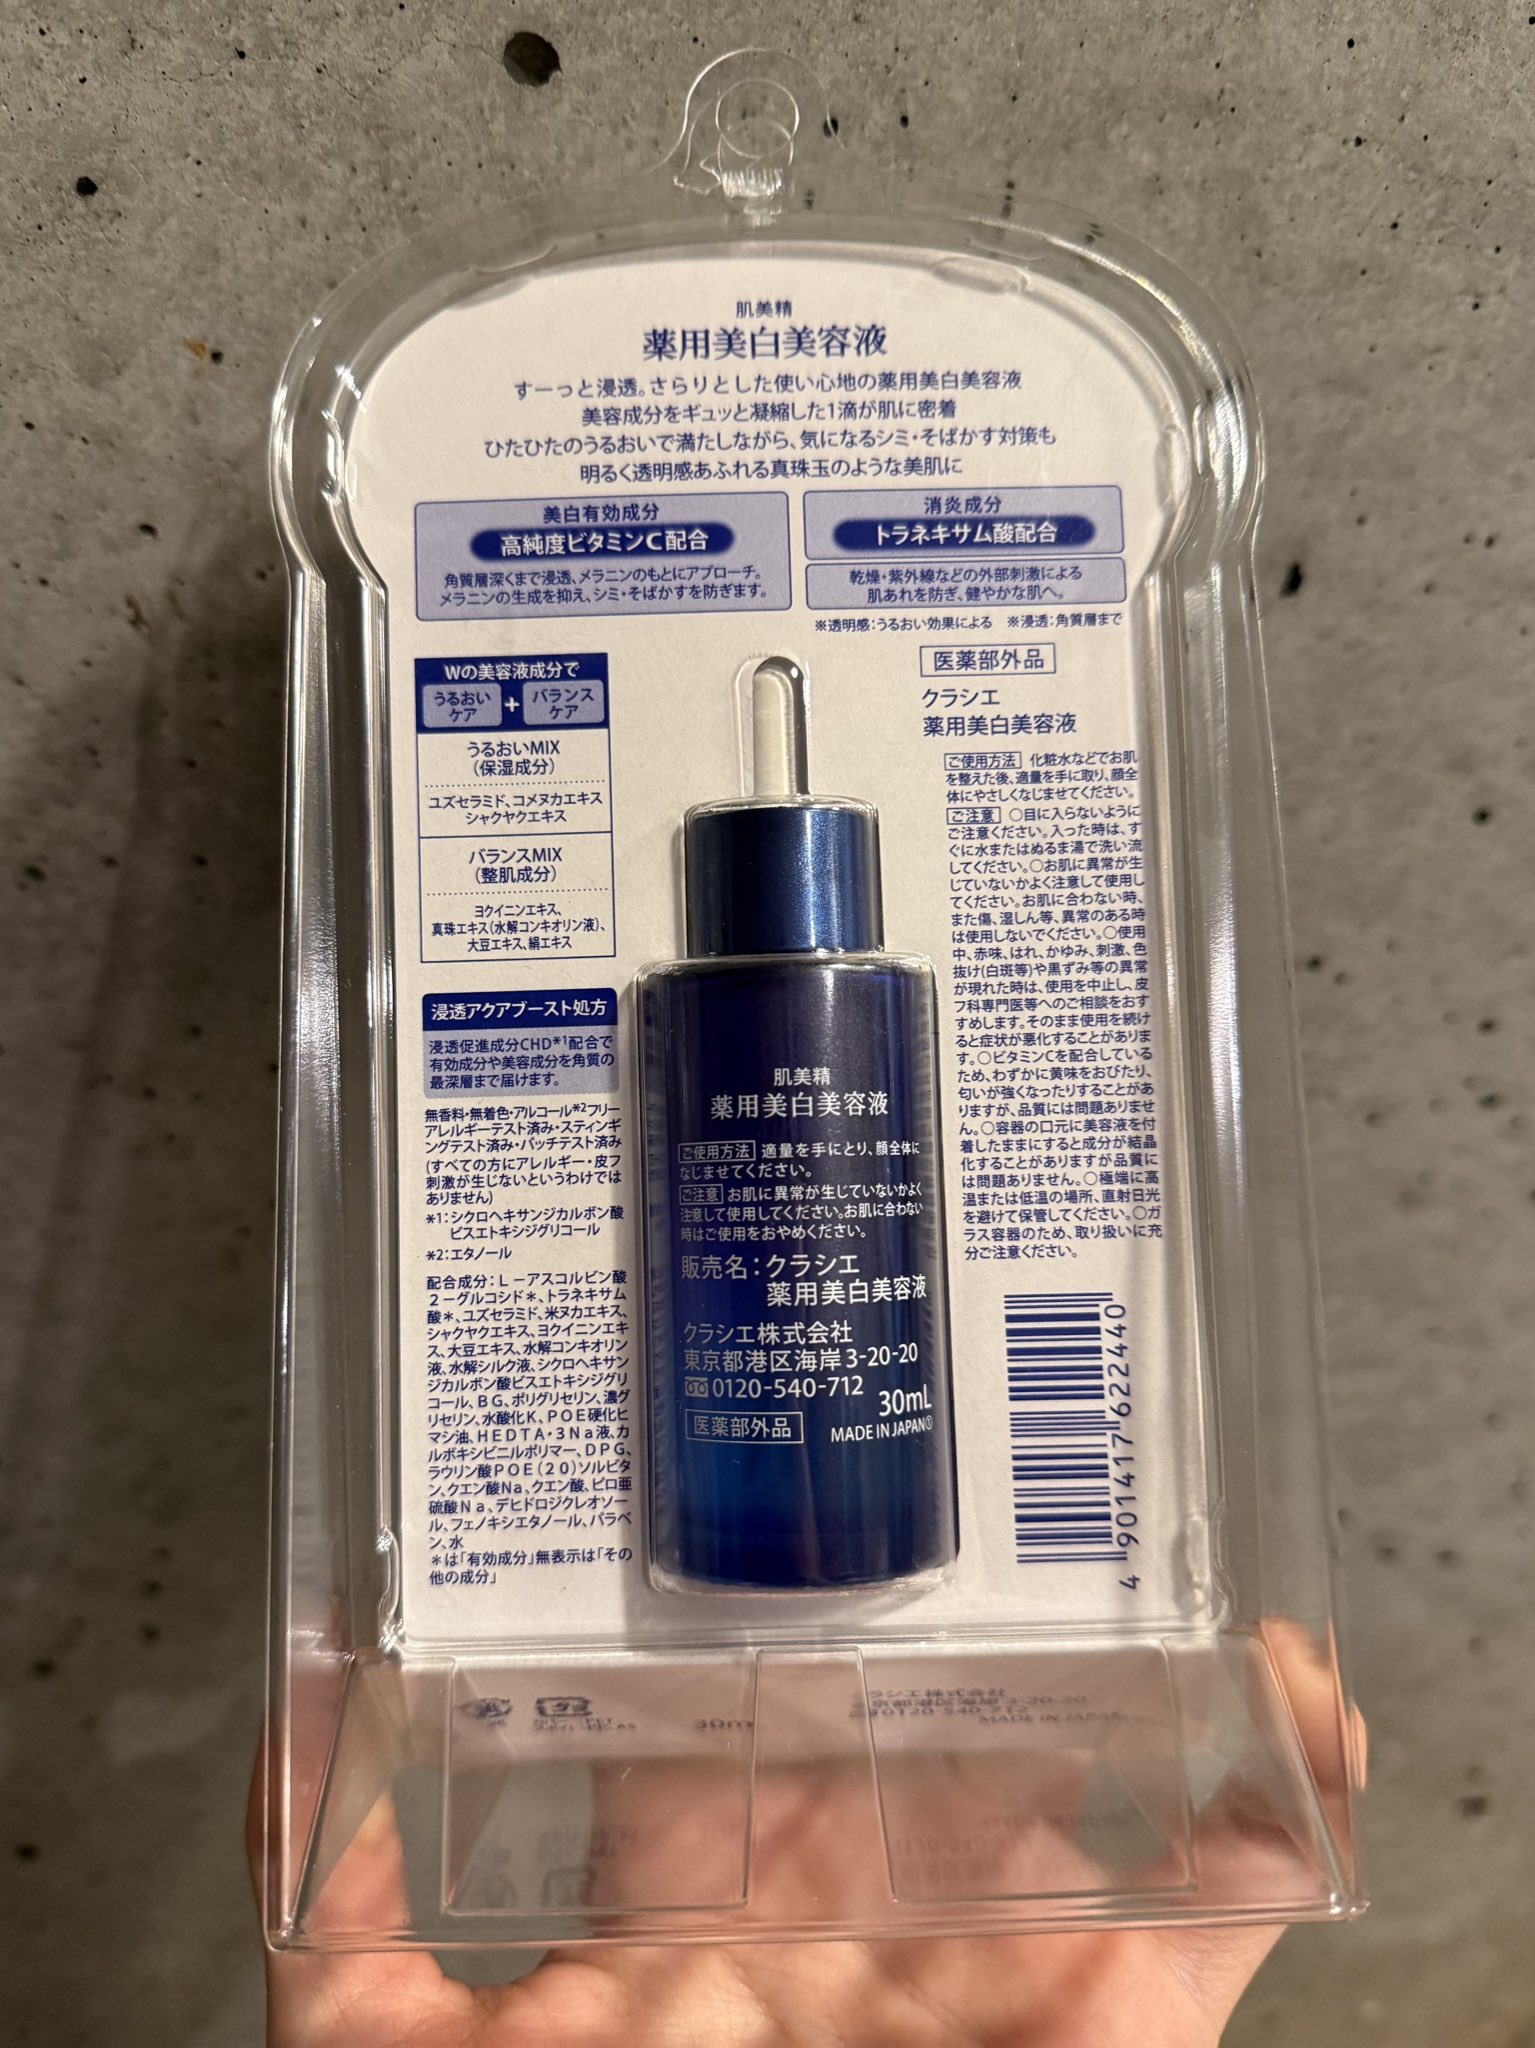 肌美精
薬用美白美容液
すーっと浸透。さらりとした使い心地の薬用美白美容液
美容成分をギュッと凝縮した1滴が肌に密着
ひたひたのうるおいで満たしながら、気になるシミ・そばかす対策も
明るく透明感あふれる真珠玉のような美肌に
美白有効成分
高純度ビタミンC配合
角質層深くまで浸透、メラニンのもとにアプローチ。
メラニンの生成を抑え、シミ・そばかすを防ぎます。
消炎成分
トラネキサム酸配合
乾燥・紫外線などの外部刺激による
肌あれを防ぎ、健やかな肌へ。
※透明感:うるおい効果による ※浸透:角質層まで
Wの美容液成分で
うるおい
ケア
+
バランス
ケア
うるおいMIX
(保湿成分)
ユズセラミド、コメヌカエキス
シャクヤクエキス
バランスMIX
(整肌成分)
ヨクイニンエキス、
真珠エキス(水解コンキオリン液)、
大豆エキス、絹エキス
浸透アクアブースト処方
浸透促進成分CHD*1配合で
有効成分や美容成分を角質の
最深層まで届けます。
無香料・無着色・アルコール*2フリー
アレルギーテスト済み・スティンギ
ングテスト済み・パッチテスト済み
(すべての方にアレルギー・皮フ
刺激が生じないというわけでは
ありません)
*1:シクロヘキサンジカルボン酸
ビスエトキシジグリコール
*2:エタノール
配合成分:L-アスコルビン酸
2-グルコシド*、トラネキサム
酸*、ユズセラミド、米ヌカエキス、
シャクヤクエキス、ヨクイニンエキ
ス、大豆エキス、水解コンキオリン
液、水解シルク液、シクロヘキサン
ジカルボン酸ビスエトキシジグリ
コール、BG、ポリグリセリン、濃グ
リセリン、水酸化K、POE硬化ヒ
マシ油、HEDTA・3Na液、カ
ルボキシビニルポリマー、DPG、
ラウリン酸POE(20)ソルビタ
ン、クエン酸Na、クエン酸、ピロ亜
硫酸Na、デヒドロジクレオソー
ル、フェノキシエタノール、パラベ
ン、水
*は「有効成分」無表示は「その
他の成分」
医薬部外品
クラシエ
薬用美白美容液
ご使用方法 化粧水などでお肌
を整えた後、適量を手に取り、顔全
体にやさしくなじませてください。
ご注意 ○目に入らないように
ご注意ください。入った時は、す
ぐに水またはぬるま湯で洗い流
してください。○お肌に異常が生
じていないかよく注意して使用し
てください。お肌に合わない時、
また傷、湿しん等、異常のある時
は使用しないでください。○使用
中、赤味、はれ、かゆみ、刺激、色
抜け(白斑等)や黒ずみ等の異常
が現れた時は、使用を中止し、皮
フ科専門医等へのご相談をおす
すめします。そのまま使用を続け
ると症状が悪化することがありま
す。○ビタミンCを配合している
ため、わずかに黄味をおびたり、
匂いが強くなったりすることがあ
りますが、品質には問題ありませ
ん。○容器の口元に美容液を付
着したままにすると成分が結晶
化することがありますが品質に
は問題ありません。○極端に高
温または低温の場所、直射日光
を避けて保管してください。○ガ
ラス容器のため、取り扱いに充
分ご注意ください。
4 901417 622440
肌美精
薬用美白美容液
ご使用方法 適量を手にとり、顔全体に
なじませてください。
ご注意 お肌に異常が生じていないかよく
注意して使用してください。お肌に合わない
時はご使用をおやめください。
販売名:クラシエ
薬用美白美容液
クラシエ株式会社
東京都港区海岸3-20-20
0120-540-712
30mL
医薬部外品
MADE IN JAPAN①
クラシエ株式会社
東京都港区海岸3-20-20
0120-540-712
MADE IN JAPAN